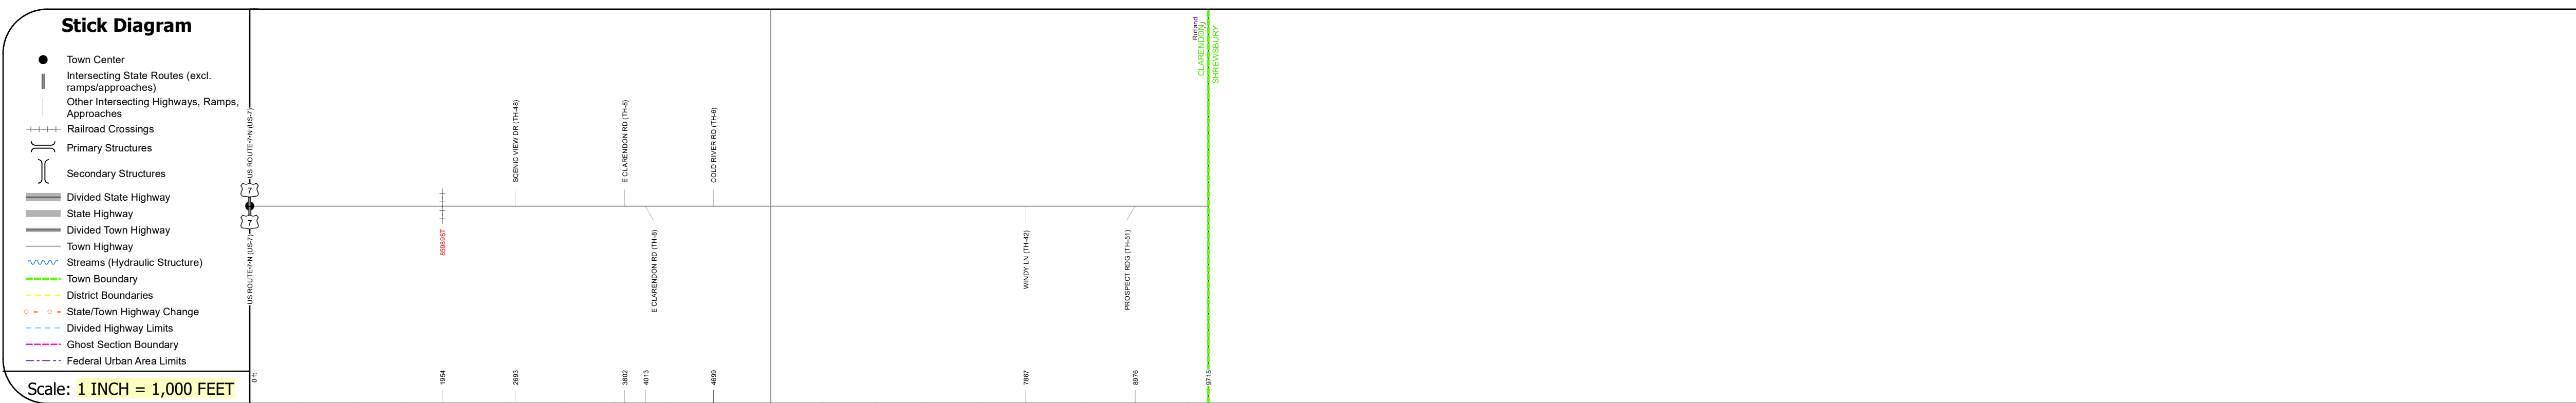 Stick Diagram
Town Center
Intersecting State Routes (excl.
ramps/approaches)
Other Intersecting Highways, Ramps,
Approaches
Railroad Crossings
Primary Structures
Secondary Structures
Divided State Highway
State Highway
Divided Town Highway
Town Highway
Streams (Hydraulic Structure)
Town Boundary
District Boundaries
State/Town Highway Change
Divided Highway Limits
Ghost Section Boundary
Federal Urban Area Limits
Scale: 1 INCH = 1,000 FEET
US ROUTE-7-N (US-7)
7
7
US ROUTE-7-N (US-7)
859898T
SCENIC VIEW DR (TH-48)
E CLARENDON RD (TH-8)
E CLARENDON RD (TH-8)
COLD RIVER RD (TH-6)
WINDY LN (TH-42)
PROSPECT RDG (TH-51)
Rutland
CLARENDON
SHREWSBURY
0 ft
1954
2693
3802
4013
4699
7867
8976
9715